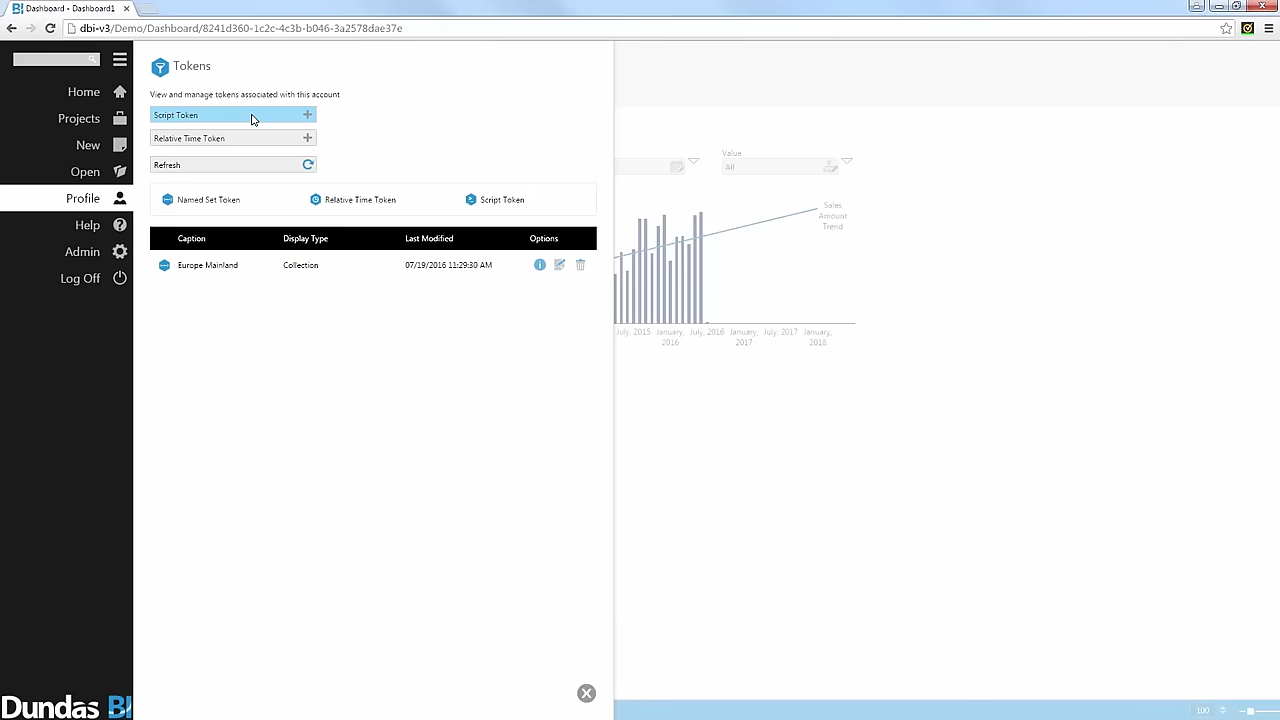 Dashboard • Dashboard1
dbi-v3/Demo/Dashboard/8241d360-1c2c-4c3b-b046-3a2578dae37e
Home
Projects
New
Open
Profile
Help
Admin
Log Off
Dundas BI
Tokens
View and manage tokens associated with this account
Script Token
Relative Time Token
Refresh
Named Set Token Relative Time Token Script Token
Caption Display Type Last Modified Options
Europe Mainland Collection 07/19/2016 11:29:30 AM
Value
All
Sales
Amount
Trend
July, 2015 January, July, 2016 January, July, 2017 January,
2016 2017 2018
100